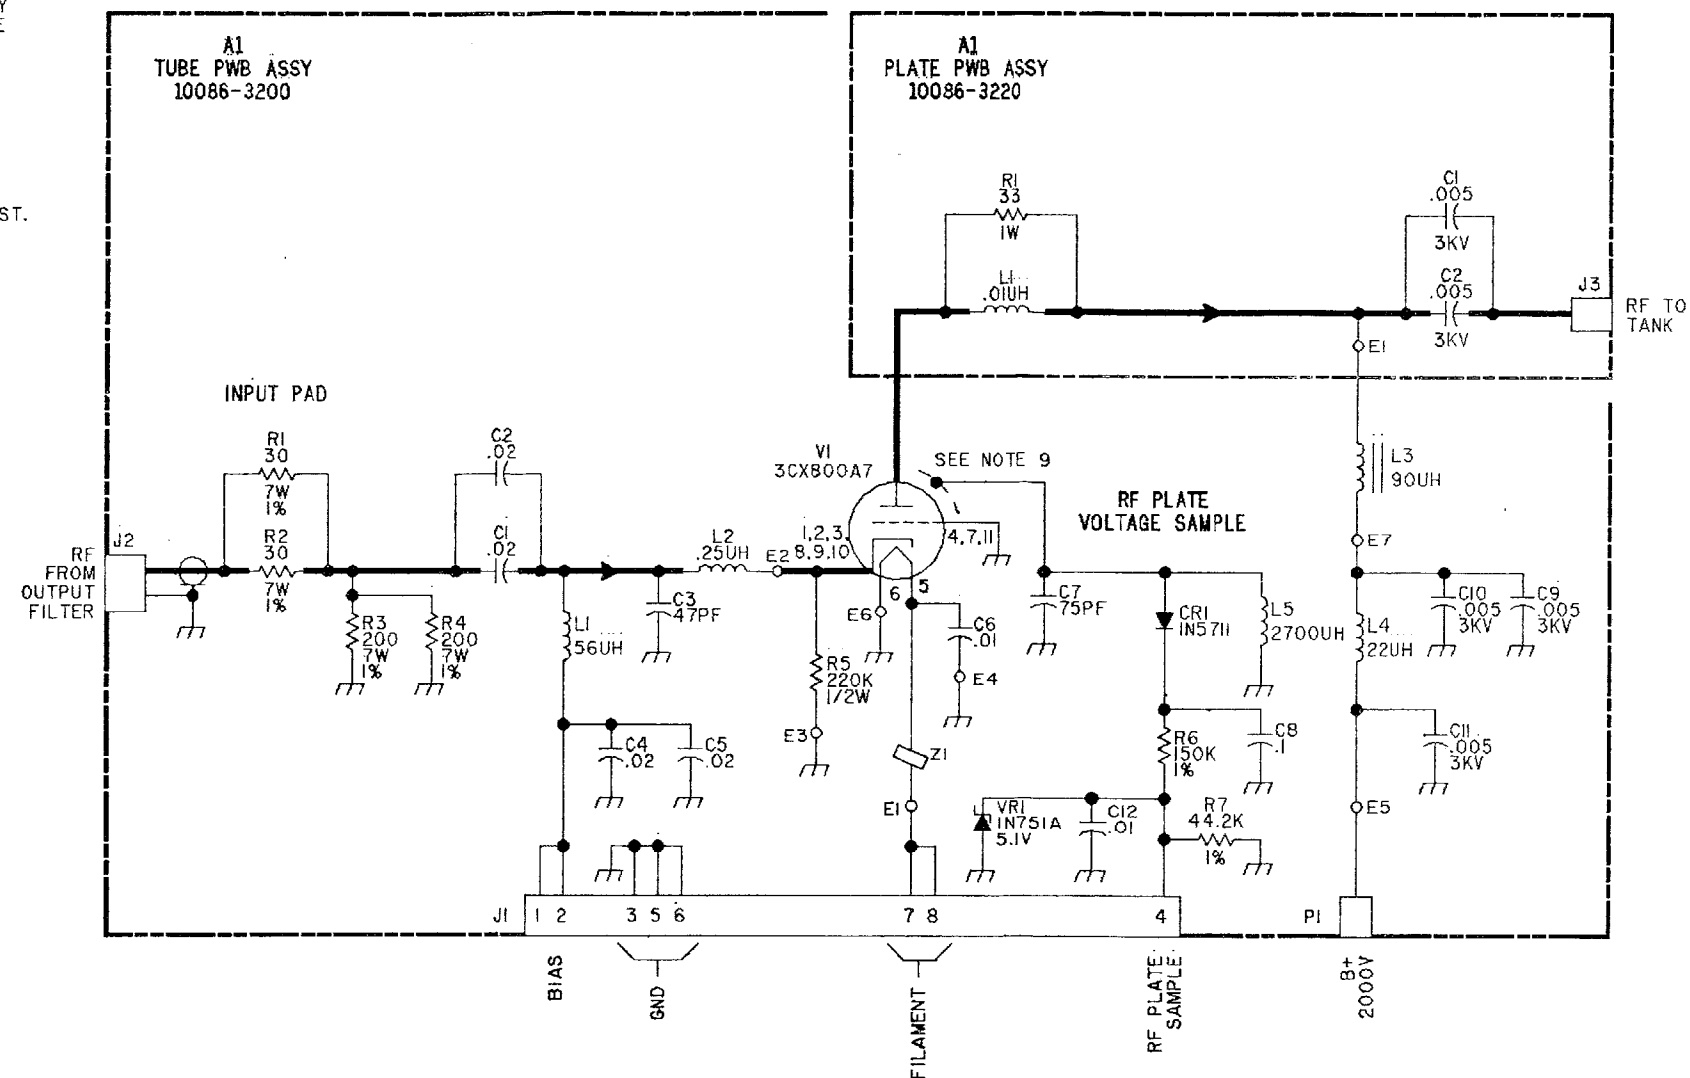 ST.
A1
TUBE PWB ASSY
10086-3200
A1
PLATE PWB ASSY
10086-3220
R1
33
1W
L1
.01UH
C1
.005
3KV
C2
.005
3KV
J3
RF TO
TANK
E1
INPUT PAD
R1
30
7W
1%
R2
30
7W
1%
J2
RF
FROM
OUTPUT
FILTER
R3
200
7W
1%
R4
200
7W
1%
C2
.02
C1
.02
L1
56UH
C3
47PF
L2
.25UH
E2
V1
3CX800A7
SEE NOTE 9
1,2,3,
8,9,10
4,7,11
6
5
E6
R5
220K
1/2W
E3
C6
.01
E4
Z1
E1
C4
.02
C5
.02
RF PLATE
VOLTAGE SAMPLE
C7
75PF
CR1
1N5711
L5
2700UH
R6
150K
1%
C8
.1
VR1
1N751A
5.1V
C12
.01
R7
44.2K
1%
L3
90UH
E7
C10
.005
3KV
C9
.005
3KV
L4
22UH
C11
.005
3KV
E5
J1 1 2 3 5 6 7 8 4
P1
BIAS
GND
FILAMENT
RF PLATE
SAMPLE
B+
2000V